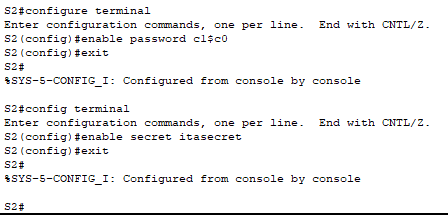 S2#configure terminal
Enter configuration commands, one per line.  End with CNTL/Z.
S2(config)#enable password c1$c0
S2(config)#exit
S2#
%SYS-5-CONFIG_I: Configured from console by console
S2#config terminal
Enter configuration commands, one per line.  End with CNTL/Z.
S2(config)#enable secret itasecret
S2(config)#exit
S2#
%SYS-5-CONFIG_I: Configured from console by console
S2#